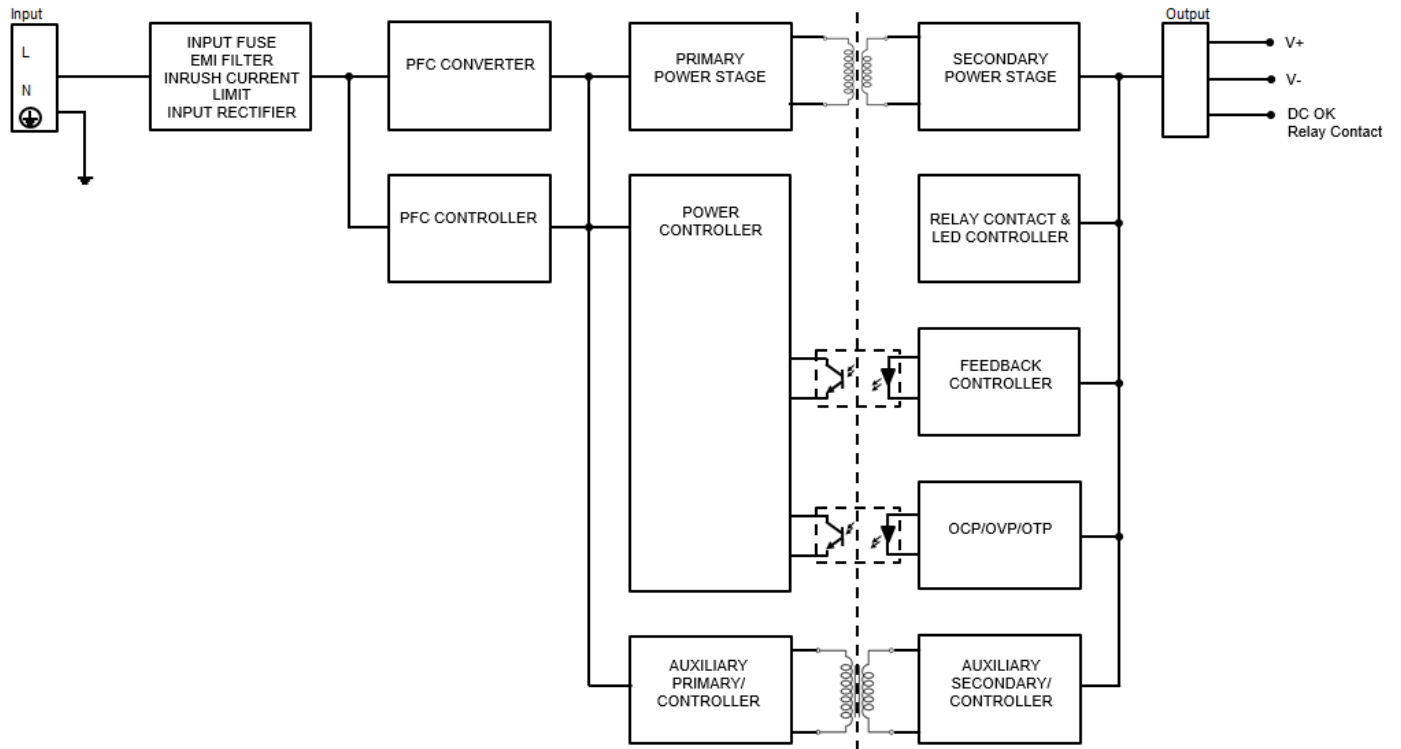 Input
L
N
INPUT FUSE
EMI FILTER
INRUSH CURRENT
LIMIT
INPUT RECTIFIER
PFC CONVERTER
PFC CONTROLLER
PRIMARY
POWER STAGE
POWER
CONTROLLER
AUXILIARY
PRIMARY/
CONTROLLER
SECONDARY
POWER STAGE
RELAY CONTACT &
LED CONTROLLER
FEEDBACK
CONTROLLER
OCP/OVP/OTP
AUXILIARY
SECONDARY/
CONTROLLER
Output
V+
V-
DC OK
Relay Contact